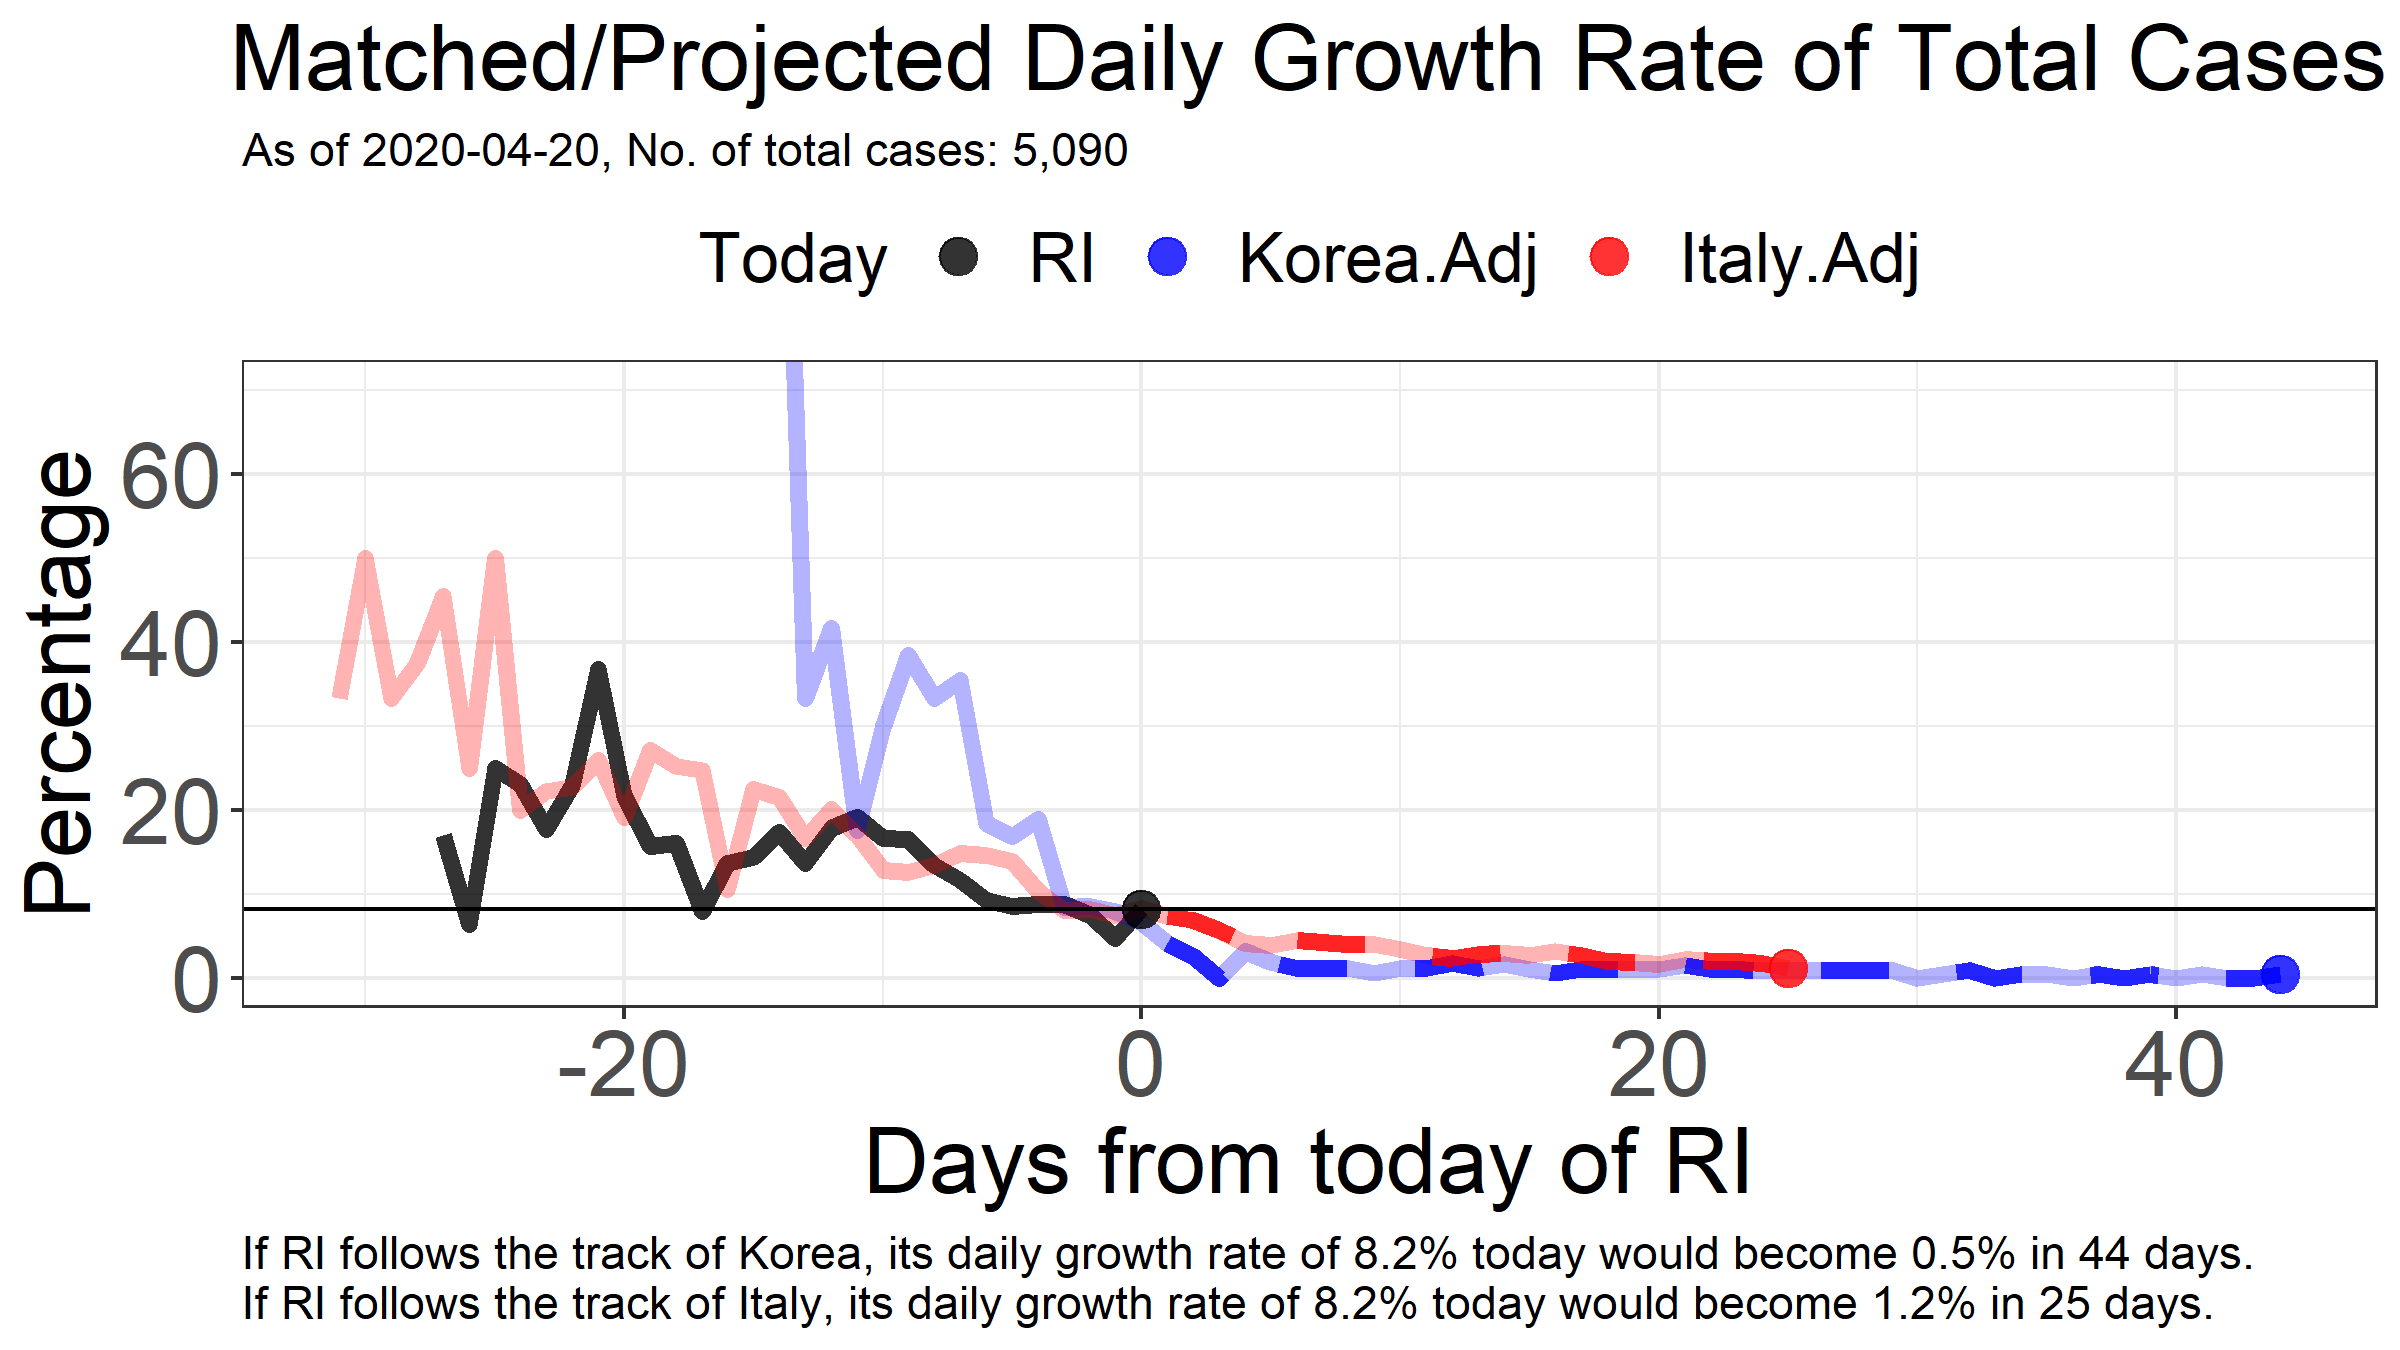 Matched/Projected Daily Growth Rate of Total Cases
As of 2020-04-20, No. of total cases: 5,090
Today RI Korea.Adj Italy.Adj
Percentage
60
40
20
0
-20 0 20 40
Days from today of RI
If RI follows the track of Korea, its daily growth rate of 8.2% today would become 0.5% in 44 days.
If RI follows the track of Italy, its daily growth rate of 8.2% today would become 1.2% in 25 days.